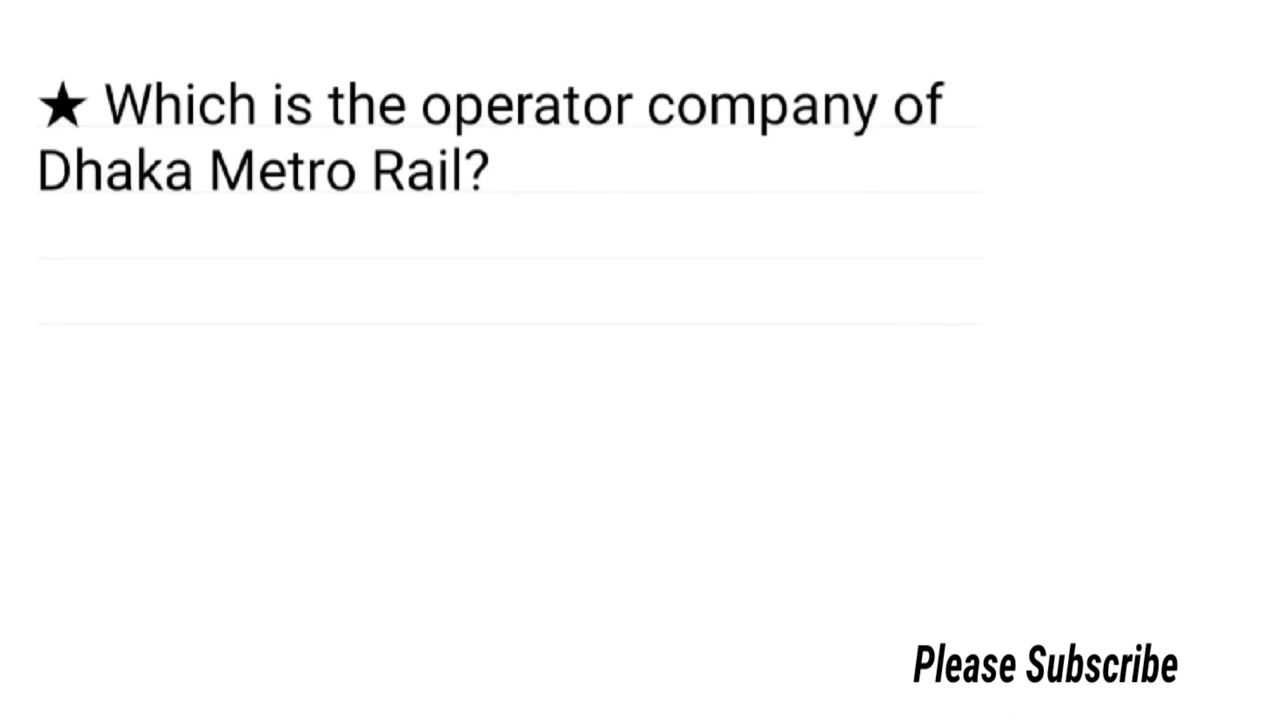 ★ Which is the operator company of
Dhaka Metro Rail?
Please Subscribe